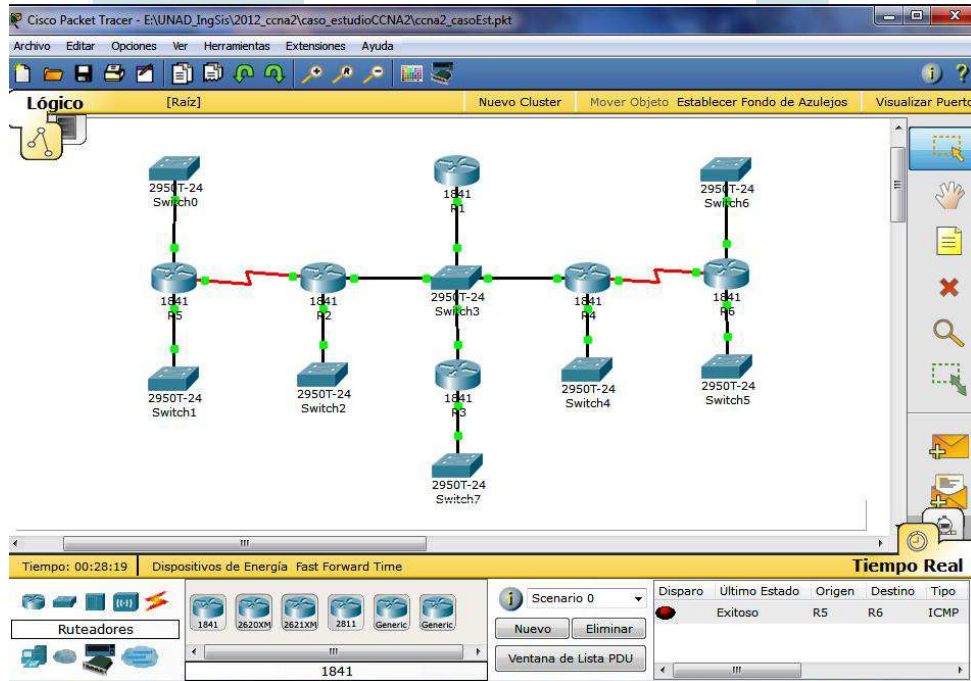 Cisco Packet Tracer - E:\UNAD_IngSis\2012_ccna2\caso_estudioCCNA2\ccna2_casoEst.pkt
Archivo Editar Opciones Ver Herramientas Extensiones Ayuda
Lógico [Raíz] Nuevo Cluster Mover Objeto Establecer Fondo de Azulejos Visualizar Puerto
2950T-24
Switch0
1841
R1
2950T-24
Switch6
1841
R5
1841
R2
2950T-24
Switch3
1841
R4
1841
R6
2950T-24
Switch1
2950T-24
Switch2
1841
R3
2950T-24
Switch4
2950T-24
Switch5
2950T-24
Switch7
Tiempo: 00:28:19 Dispositivos de Energía Fast Forward Time Tiempo Real
Ruteadores
1841 2620XM 2621XM 2811 Generic Generic
1841
Scenario 0
Nuevo Eliminar
Ventana de Lista PDU
Disparo Último Estado Origen Destino Tipo
Exitoso R5 R6 ICMP